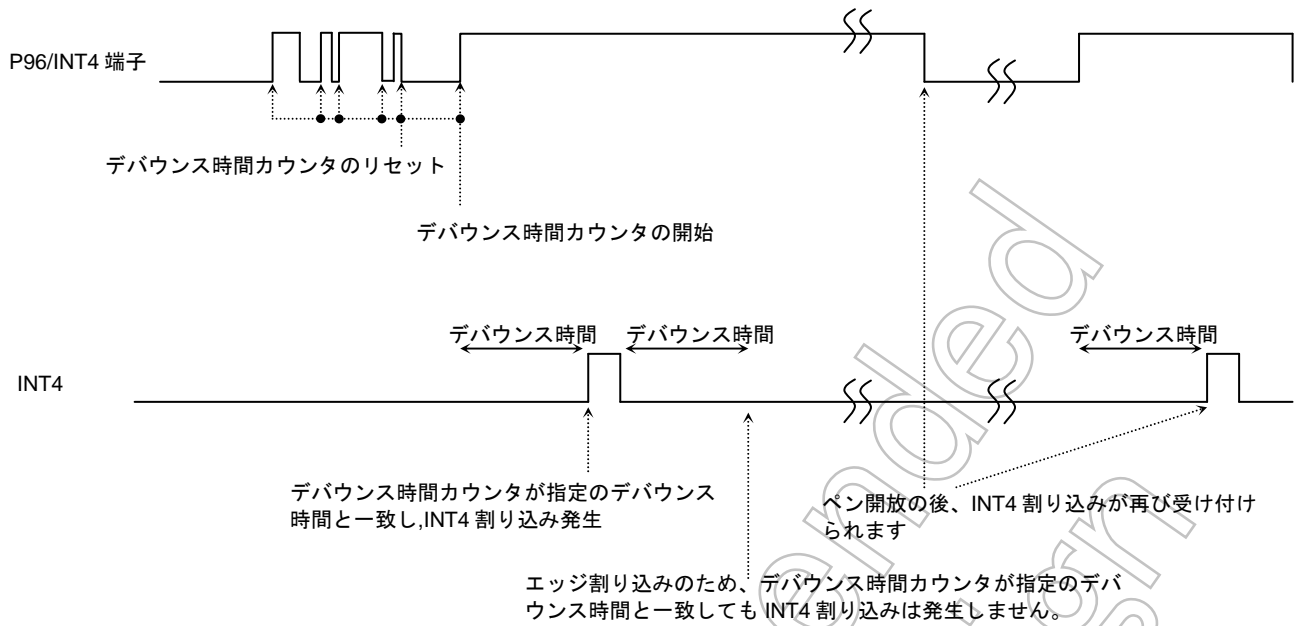 P96/INT4 端子
デバウンス時間カウンタのリセット
デバウンス時間カウンタの開始
デバウンス時間 デバウンス時間 デバウンス時間
INT4
デバウンス時間カウンタが指定のデバウンス
時間と一致し,INT4 割り込み発生
ペン開放の後、INT4 割り込みが再び受け付け
られます
エッジ割り込みのため、デバウンス時間カウンタが指定のデバ
ウンス時間と一致しても INT4 割り込みは発生しません。
ended